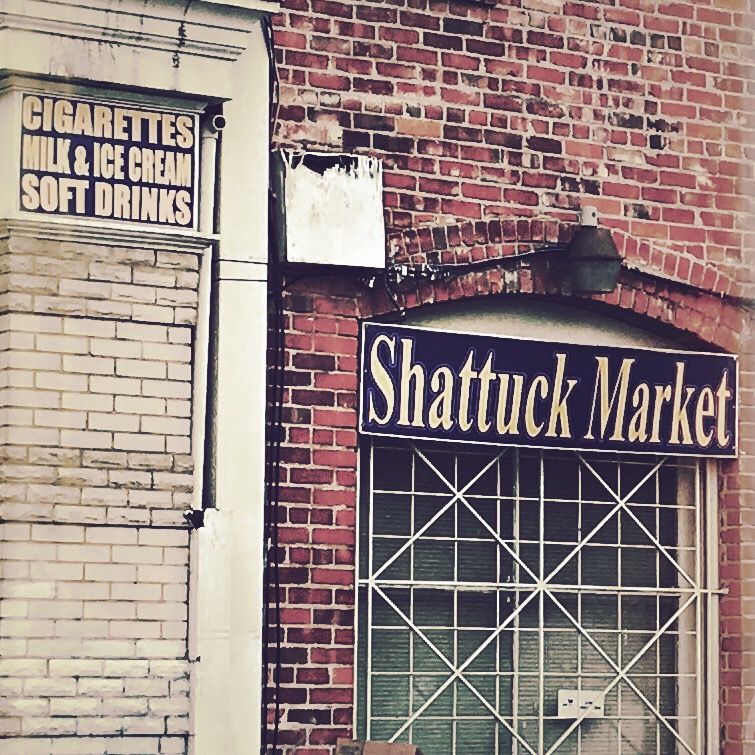 CIGARETTES
MILK & ICE CREAM
SOFT DRINKS
Shattuck Market